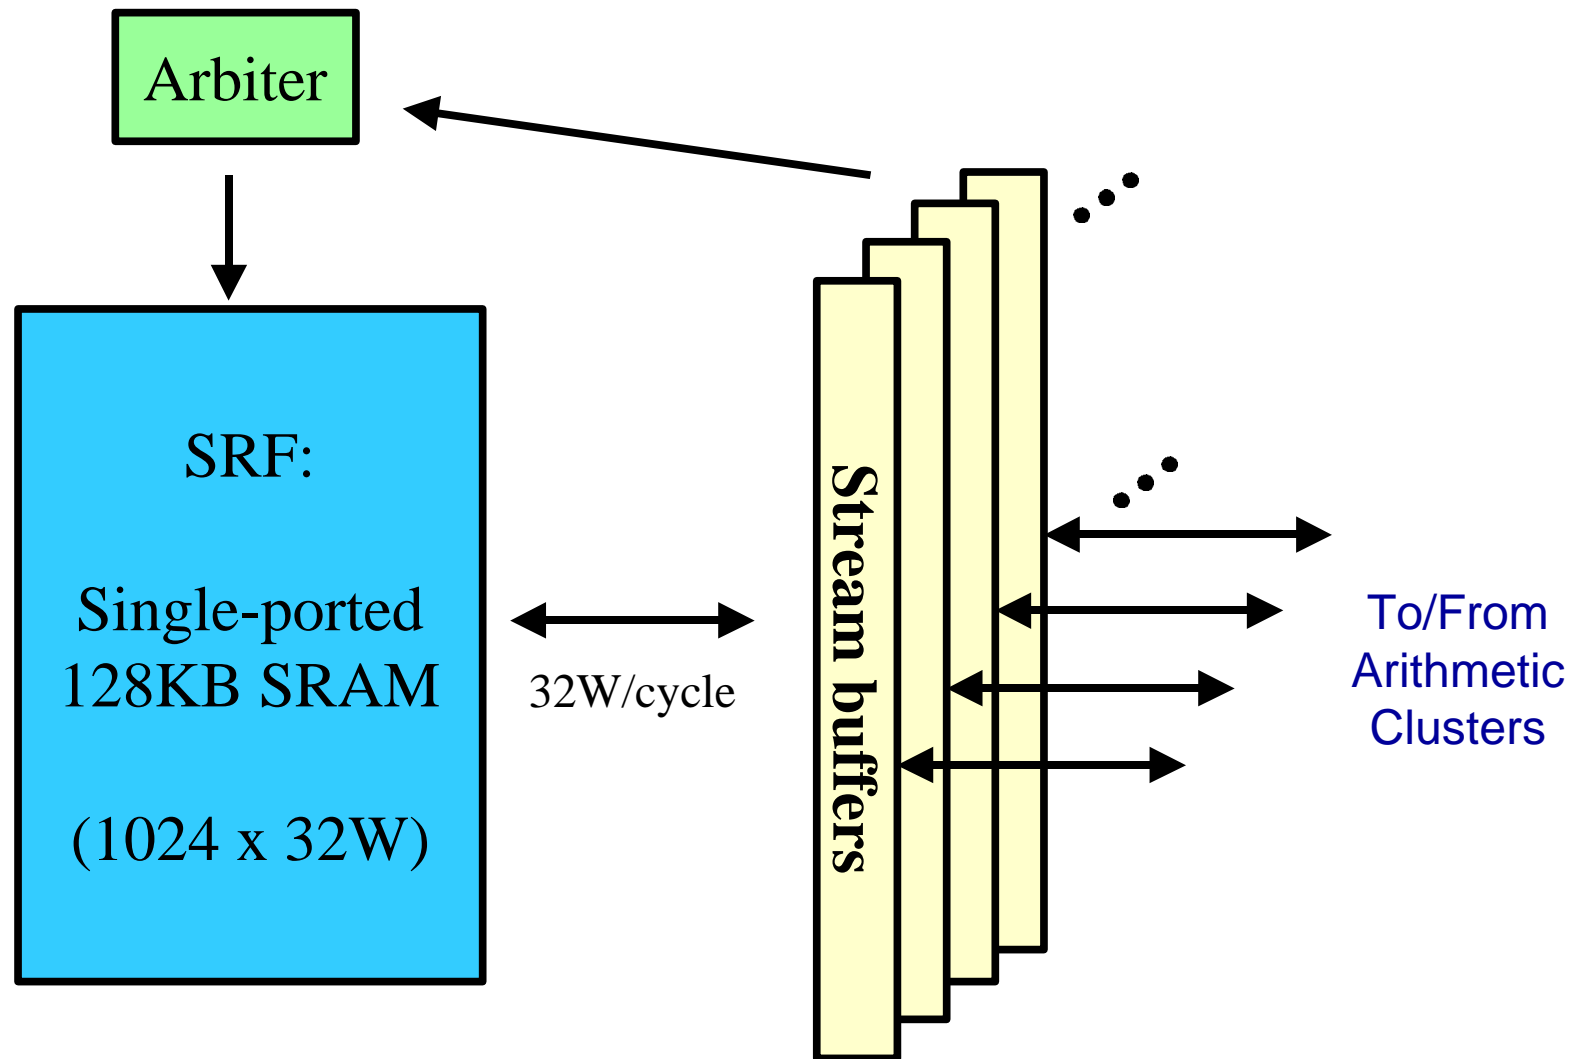 Arbiter
SRF:
Single-ported
128KB SRAM
(1024 x 32W)
32W/cycle
Stream buffers
To/From
Arithmetic
Clusters